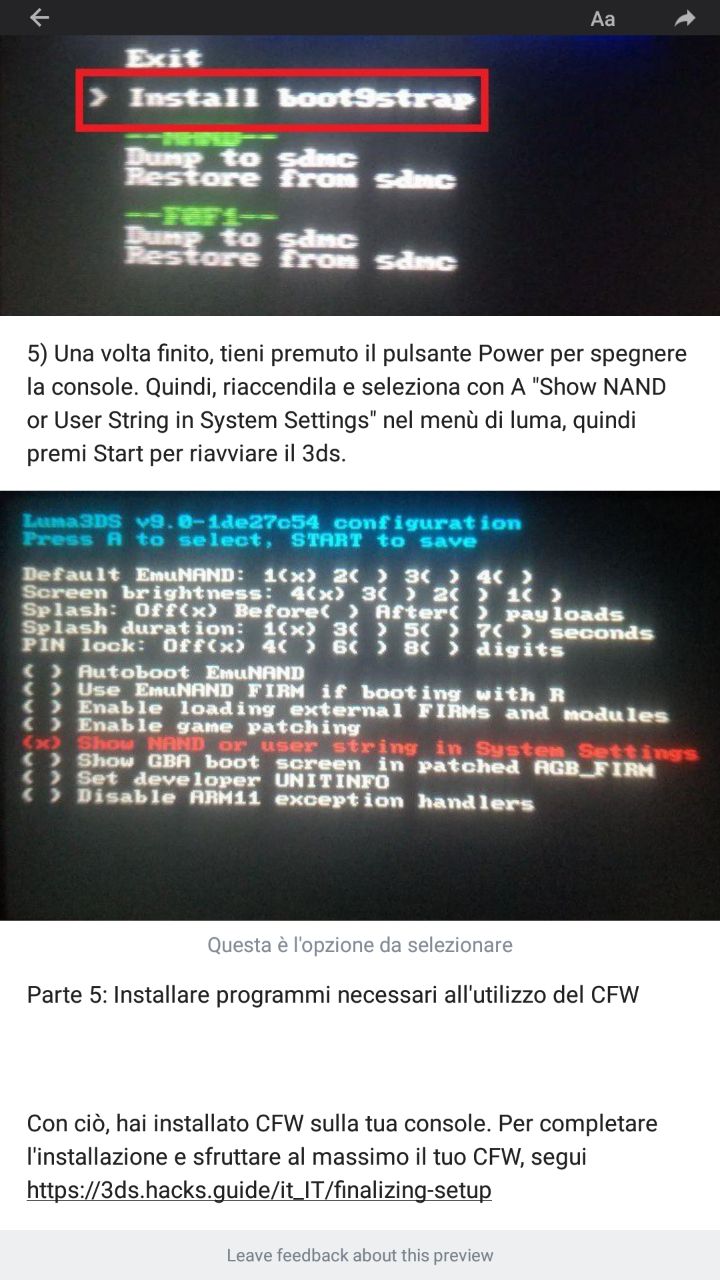 Aa
Exit
> Install boot9strap
--NAND--
Dump to sdmc
Restore from sdmc
--F0F1--
Dump to sdmc
Restore from sdmc
5) Una volta finito, tieni premuto il pulsante Power per spegnere
la console. Quindi, riaccendila e seleziona con A "Show NAND
or User String in System Settings" nel menù di luma, quindi
premi Start per riavviare il 3ds.
Luma3DS v9.0-1de27c54 configuration
Press A to select, START to save
Default EmuNAND: 1(x) 2( ) 3( ) 4( )
Screen brightness: 4(x) 3( ) 2( ) 1( )
Splash: Off(x) Before( ) After( ) payloads
Splash duration: 1(x) 3( ) 5( ) 7( ) seconds
PIN lock: Off(x) 4( ) 6( ) 8( ) digits
( ) Autoboot EmuNAND
( ) Use EmuNAND FIRM if booting with R
( ) Enable loading external FIRMs and modules
( ) Enable game patching
(x) Show NAND or user string in System Settings
( ) Show GBA boot screen in patched AGB_FIRM
( ) Set developer UNITINFO
( ) Disable ARM11 exception handlers
Questa è l'opzione da selezionare
Parte 5: Installare programmi necessari all'utilizzo del CFW
Con ciò, hai installato CFW sulla tua console. Per completare
l'installazione e sfruttare al massimo il tuo CFW, segui
https://3ds.hacks.guide/it_IT/finalizing-setup
Leave feedback about this preview